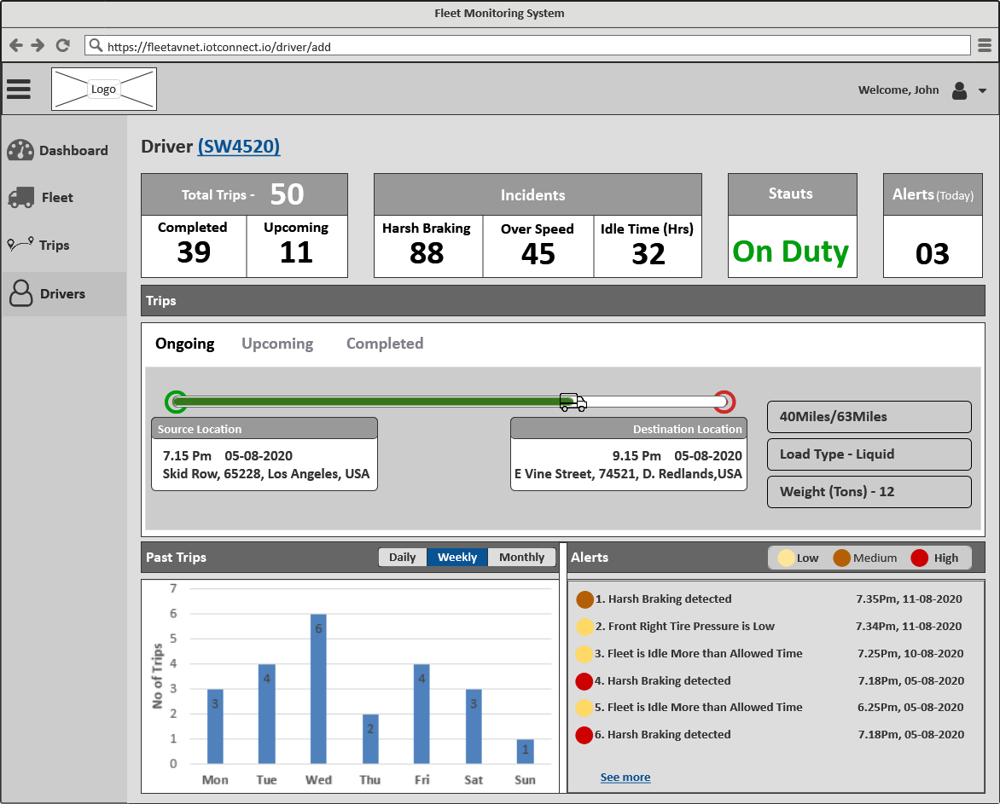 Fleet Monitoring System
https://fleetavnet.iotconnect.io/driver/add
Logo
Welcome, John
Dashboard
Fleet
Trips
Drivers
Driver (SW4520)
Total Trips - 50
Completed
39
Upcoming
11
Incidents
Harsh Braking
88
Over Speed
45
Idle Time (Hrs)
32
Stauts
On Duty
Alerts (Today)
03
Trips
Ongoing Upcoming Completed
Source Location
7.15 Pm 05-08-2020
Skid Row, 65228, Los Angeles, USA
Destination Location
9.15 Pm 05-08-2020
E Vine Street, 74521, D. Redlands,USA
40Miles/63Miles
Load Type - Liquid
Weight (Tons) - 12
Past Trips
Daily Weekly Monthly
No of Trips
7
6
5
4
3
2
1
0
3
4
6
2
4
3
1
Mon Tue Wed Thu Fri Sat Sun
Alerts
Low Medium High
1. Harsh Braking detected 7.35Pm, 11-08-2020
2. Front Right Tire Pressure is Low 7.34Pm, 11-08-2020
3. Fleet is Idle More than Allowed Time 7.25Pm, 10-08-2020
4. Harsh Braking detected 7.18Pm, 05-08-2020
5. Fleet is Idle More than Allowed Time 6.25Pm, 05-08-2020
6. Harsh Braking detected 7.18Pm, 05-08-2020
See more